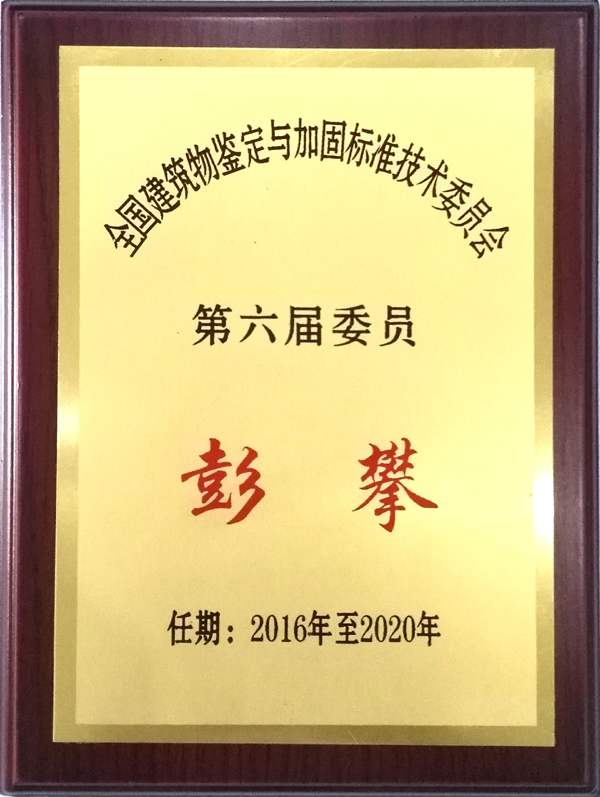 全国建筑物鉴定与加固标准技术委员会
第六届委员
彭 攀
任期：2016年至2020年